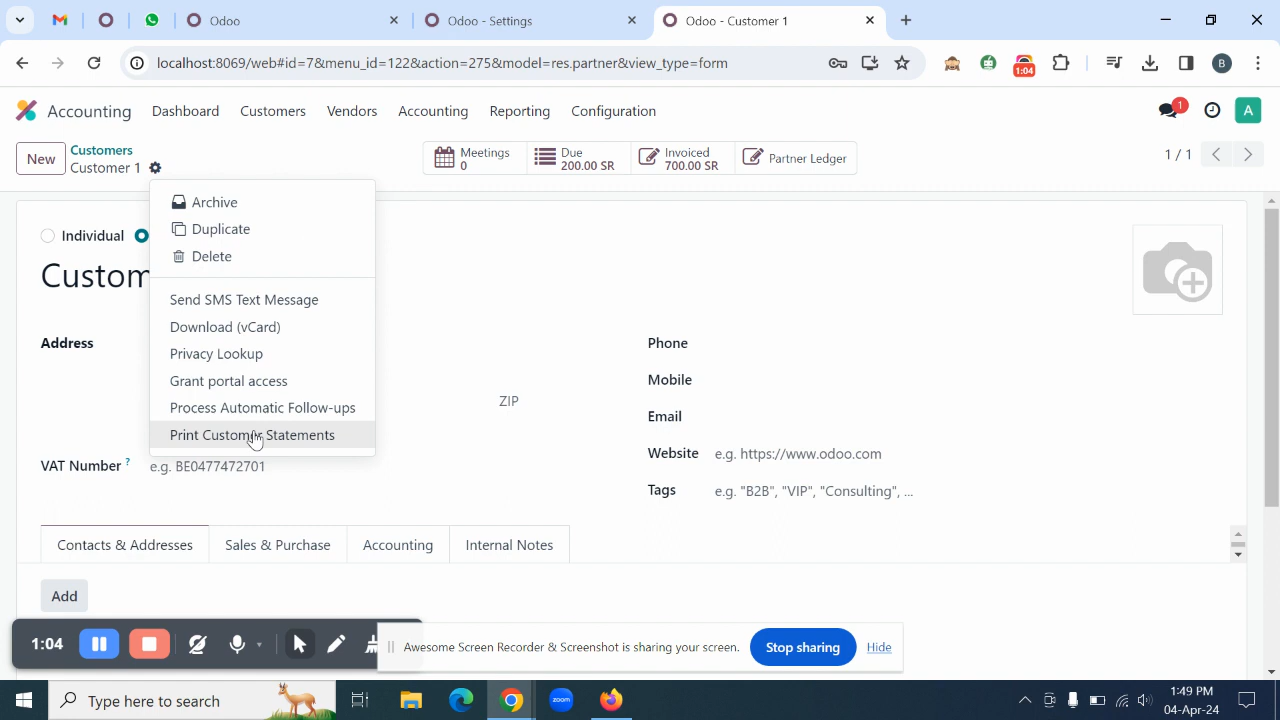 Odoo
Odoo - Settings
Odoo - Customer 1
localhost:8069/web#id=7&menu_id=122&action=275&model=res.partner&view_type=form
1:04
B
Accounting
Dashboard
Customers
Vendors
Accounting
Reporting
Configuration
1
A
New
Customers
Customer 1
Meetings
0
Due
200.00 SR
Invoiced
700.00 SR
Partner Ledger
1 / 1
Archive
Duplicate
Delete
Send SMS Text Message
Download (vCard)
Privacy Lookup
Grant portal access
Process Automatic Follow-ups
Print Customer Statements
Individual
Custom
Address
ZIP
VAT Number ?
e.g. BE0477472701
Phone
Mobile
Email
Website
e.g. https://www.odoo.com
Tags
e.g. "B2B", "VIP", "Consulting", ...
Contacts & Addresses
Sales & Purchase
Accounting
Internal Notes
Add
1:04
Awesome Screen Recorder & Screenshot is sharing your screen.
Stop sharing
Hide
Type here to search
zoom
1:49 PM
04-Apr-24